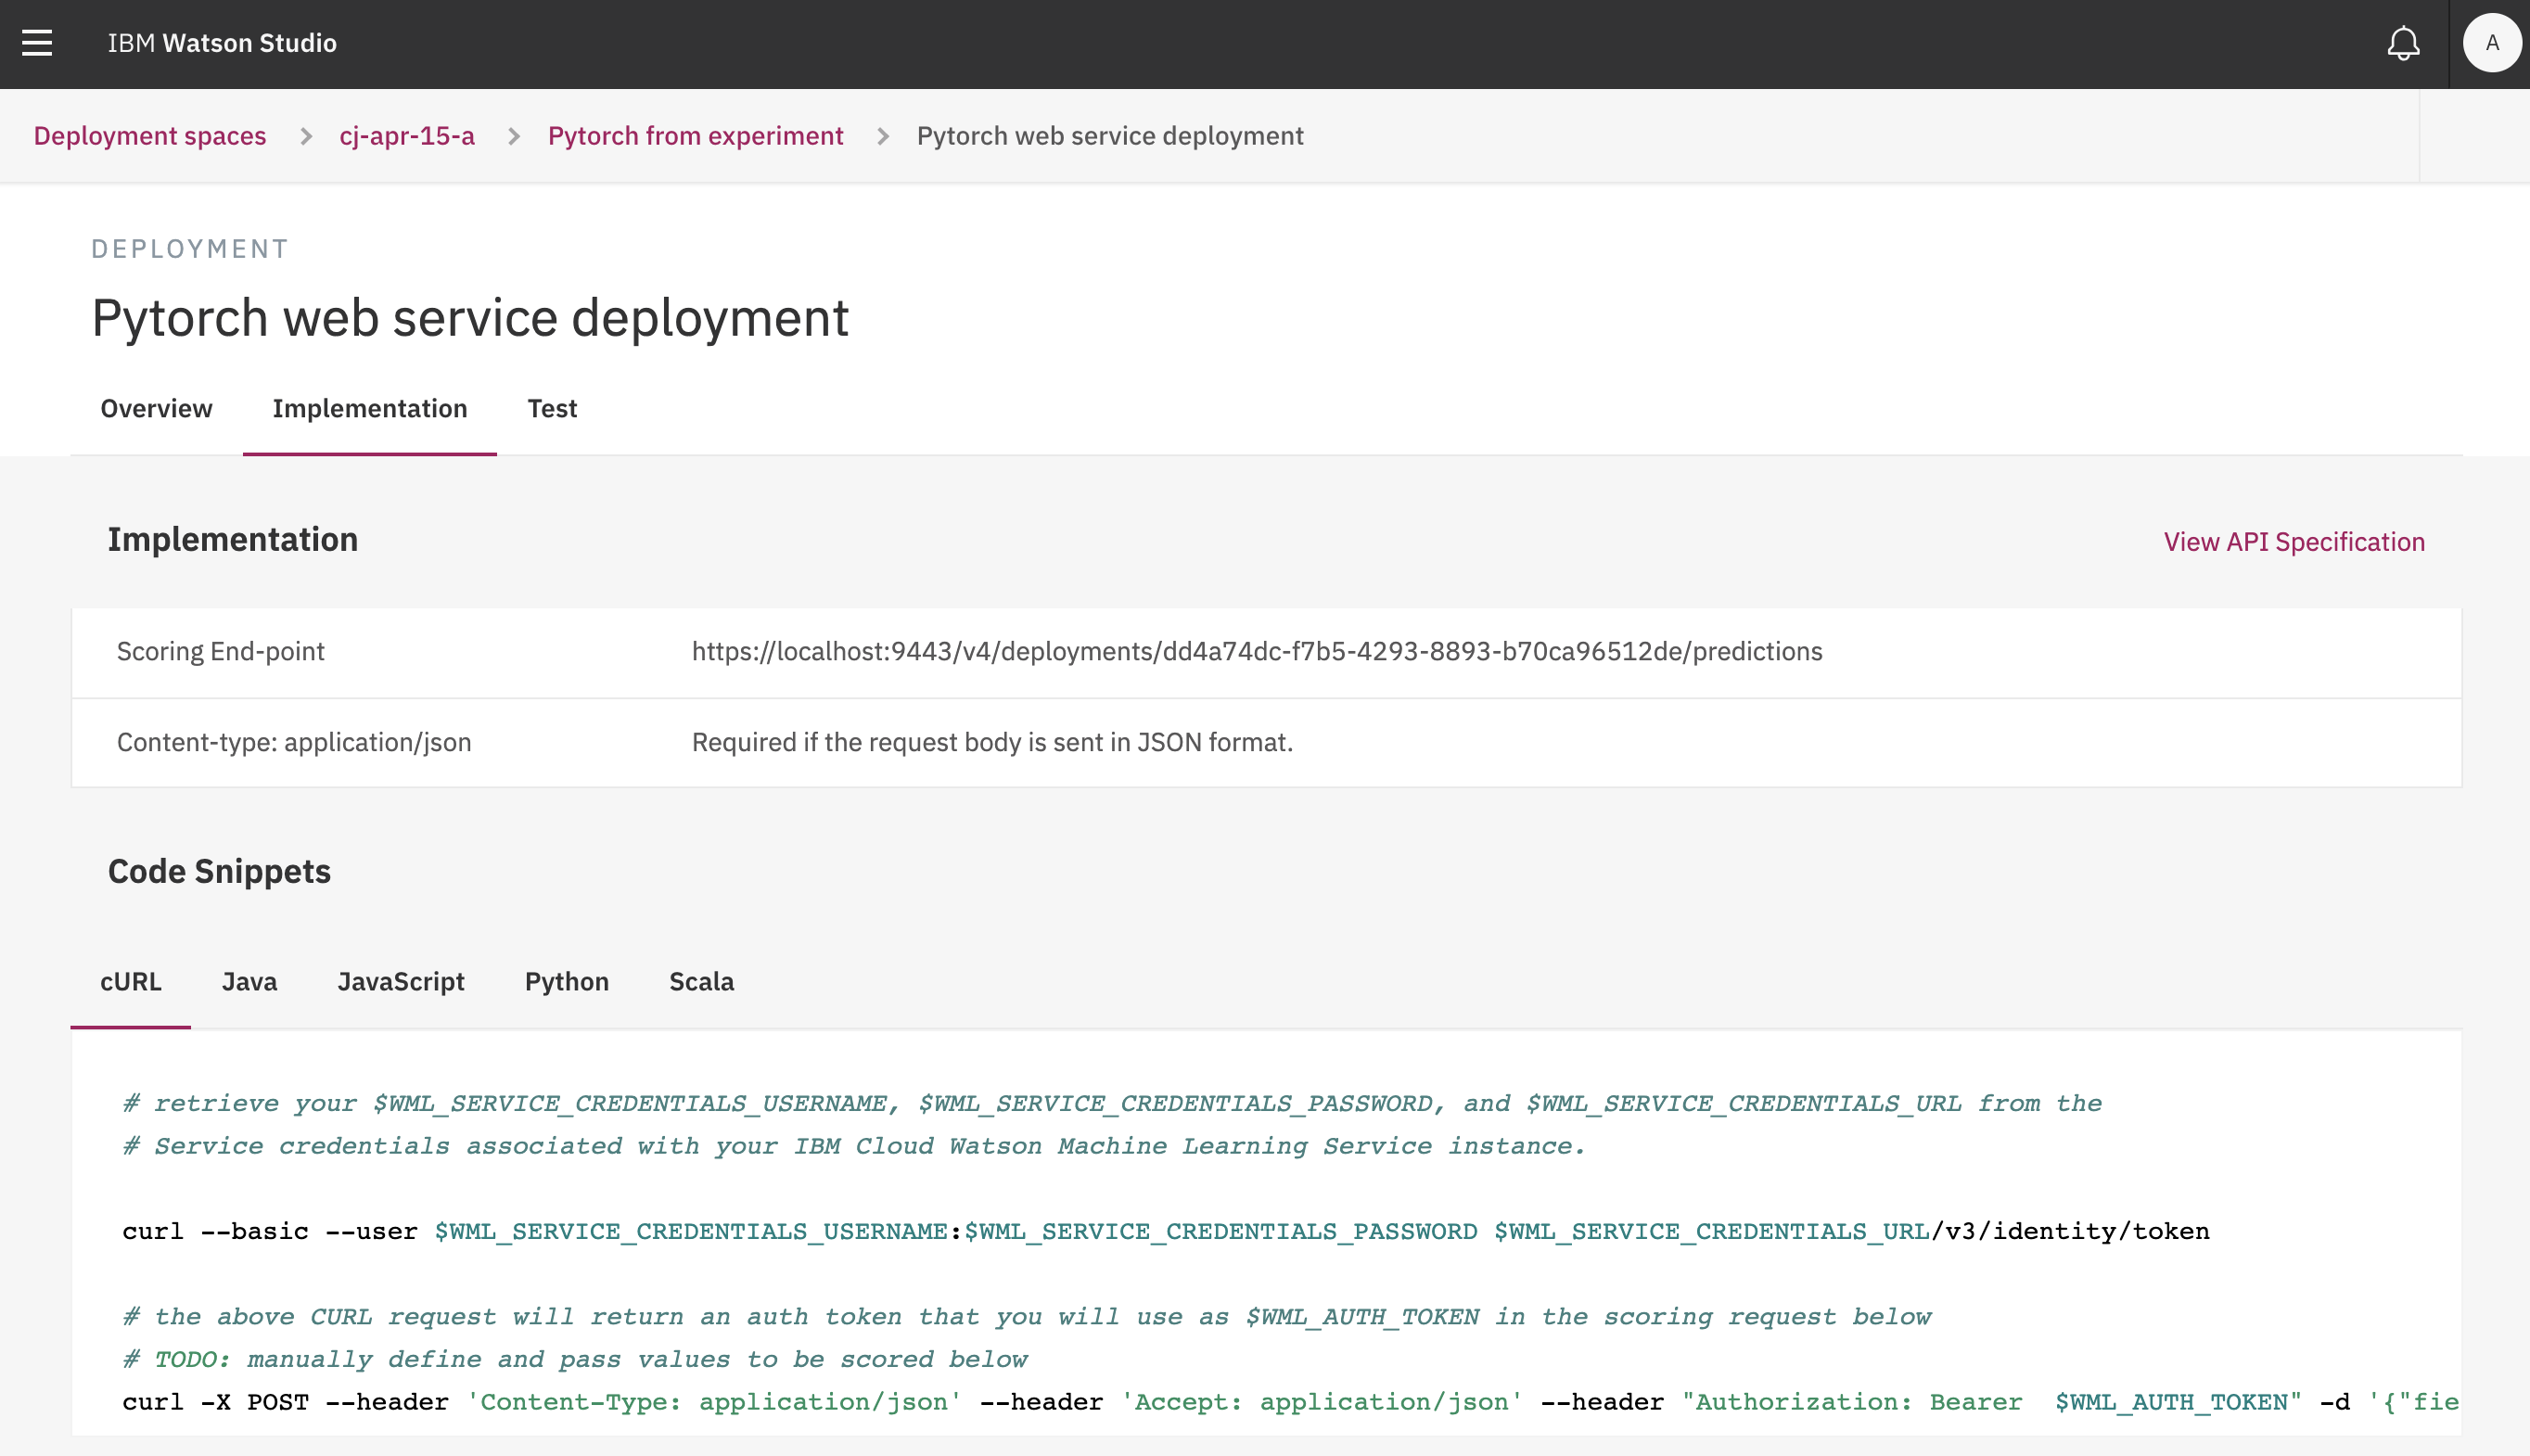 IBM Watson Studio
A
Deployment spaces > cj-apr-15-a > Pytorch from experiment > Pytorch web service deployment
DEPLOYMENT
Pytorch web service deployment
Overview Implementation Test
Implementation
View API Specification
Scoring End-point https://localhost:9443/v4/deployments/dd4a74dc-f7b5-4293-8893-b70ca96512de/predictions
Content-type: application/json Required if the request body is sent in JSON format.
Code Snippets
cURL Java JavaScript Python Scala
# retrieve your $WML_SERVICE_CREDENTIALS_USERNAME, $WML_SERVICE_CREDENTIALS_PASSWORD, and $WML_SERVICE_CREDENTIALS_URL from the
# Service credentials associated with your IBM Cloud Watson Machine Learning Service instance.
curl --basic --user $WML_SERVICE_CREDENTIALS_USERNAME:$WML_SERVICE_CREDENTIALS_PASSWORD $WML_SERVICE_CREDENTIALS_URL/v3/identity/token
# the above CURL request will return an auth token that you will use as $WML_AUTH_TOKEN in the scoring request below
# TODO: manually define and pass values to be scored below
curl -X POST --header 'Content-Type: application/json' --header 'Accept: application/json' --header "Authorization: Bearer  $WML_AUTH_TOKEN" -d '{"fie